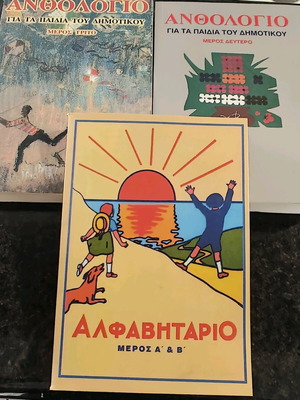 ΑΝΘΟΛΟΓΙΟ
ΓΙΑ ΤΑ ΠΑΙΔΙΑ ΤΟΥ ΔΗΜΟΤΙΚΟΥ
ΜΕΡΟΣ ΤΡΙΤΟ
ΑΝΘΟΛΟΓΙΟ
ΓΙΑ ΤΑ ΠΑΙΔΙΑ ΤΟΥ ΔΗΜΟΤΙΚΟΥ
ΜΕΡΟΣ ΔΕΥΤΕΡΟ
ΑΛΦΑΒΗΤΑΡΙΟ
ΜΕΡΟΣ Α΄ & Β΄